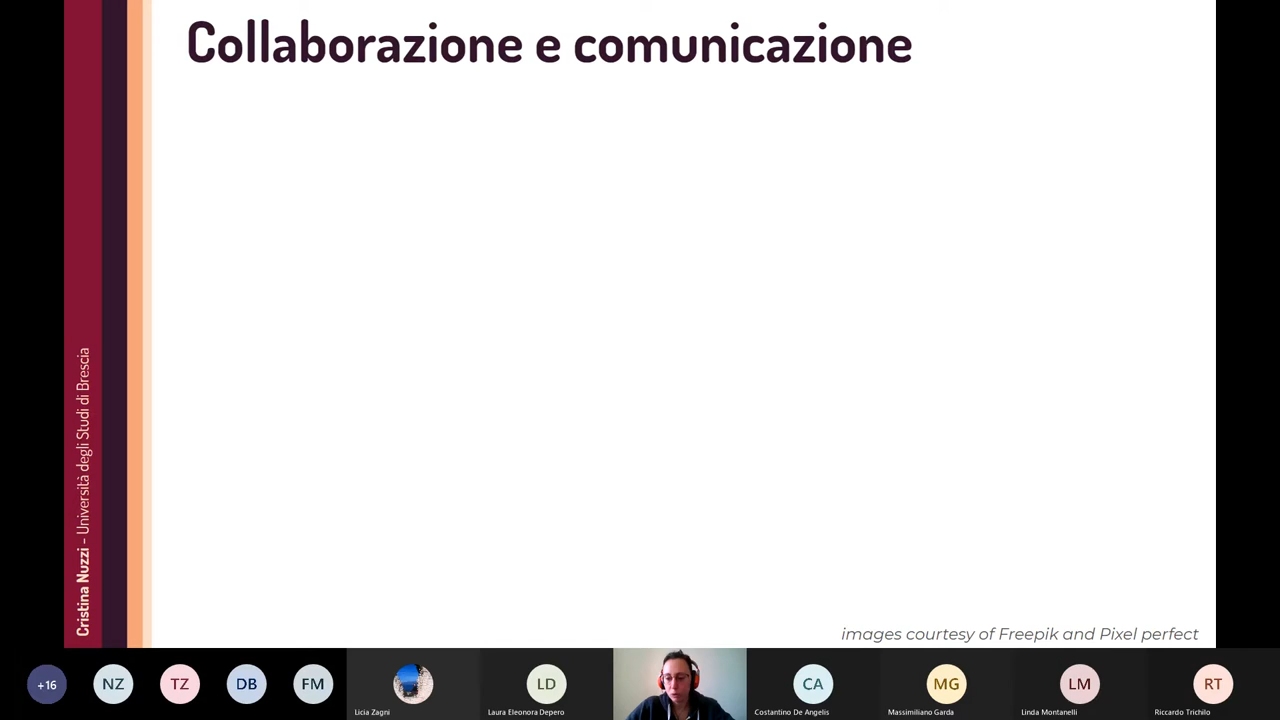 Collaborazione e comunicazione
Cristina Nuzzi – Università degli Studi di Brescia
images courtesy of Freepik and Pixel perfect
+16
NZ
TZ
DB
FM
Licia Zagni
LD
Laura Eleonora Depero
CA
Costantino De Angelis
MG
Massimiliano Garda
LM
Linda Montanelli
RT
Riccardo Trichilo